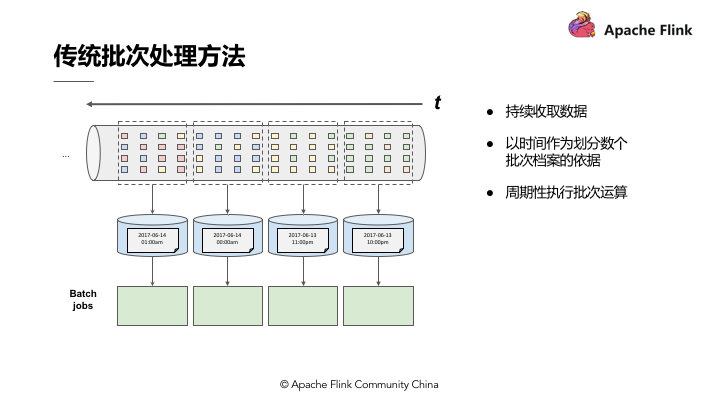 Apache Flink
传统批次处理方法
t
● 持续收取数据
● 以时间作为划分数个
批次档案的依据
● 周期性执行批次运算
...
2017-06-14
01:00am
2017-06-14
00:00am
2017-06-13
11:00pm
2017-06-13
10:00pm
Batch
jobs
© Apache Flink Community China